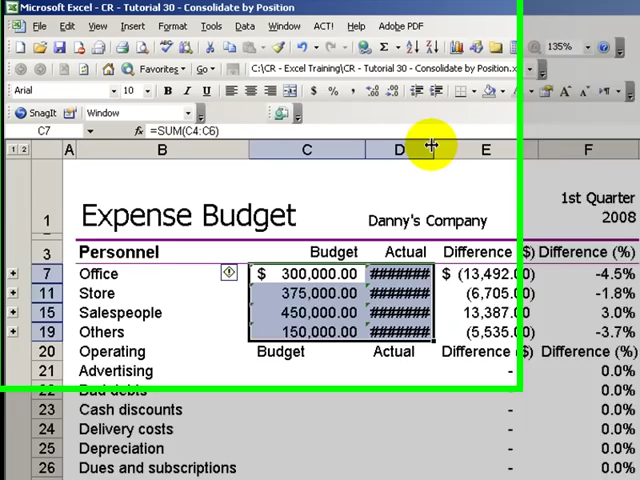 Microsoft Excel - CR - Tutorial 30 - Consolidate by Position
File Edit View Insert Format Tools Data Window ACT! Help Adobe PDF
Σ 135%
Favorites Go C:\CR - Excel Training\CR - Tutorial 30 - Consolidate by Position.x
Arial 10 B I U $ %
SnagIt Window
C7 fx =SUM(C4:C6)
1 2 A B C D E F
1 Expense Budget Danny's Company 1st Quarter
2008
3 Personnel Budget Actual Difference ($) Difference (%)
7 Office $ 300,000.00 ####### $ (13,492.00) -4.5%
11 Store 375,000.00 ####### (6,705.00) -1.8%
15 Salespeople 450,000.00 ####### 13,387.00 3.0%
19 Others 150,000.00 ####### (5,535.00) -3.7%
20 Operating Budget Actual Difference ($) Difference (%)
21 Advertising - 0.0%
22 Bad debts - 0.0%
23 Cash discounts - 0.0%
24 Delivery costs - 0.0%
25 Depreciation - 0.0%
26 Dues and subscriptions - 0.0%